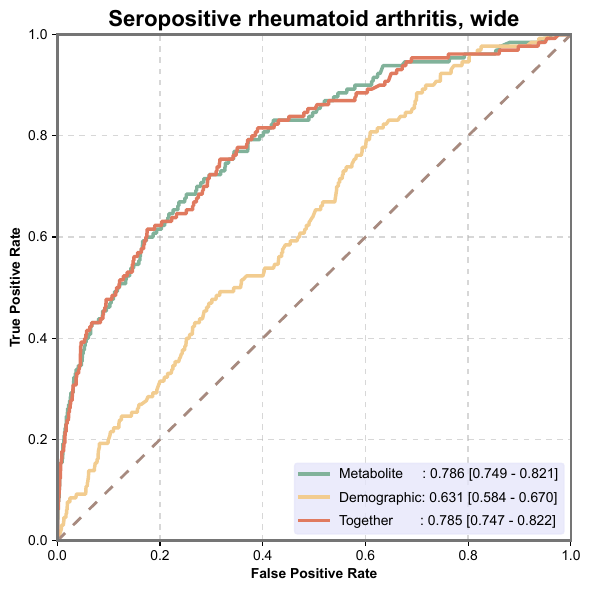 Seropositive rheumatoid arthritis, wide
1.0
0.8
0.6
0.4
0.2
0.0
True Positive Rate
Metabolite : 0.786 [0.749 - 0.821]
Demographic: 0.631 [0.584 - 0.670]
Together : 0.785 [0.747 - 0.822]
0.0 0.2 0.4 0.6 0.8 1.0
False Positive Rate